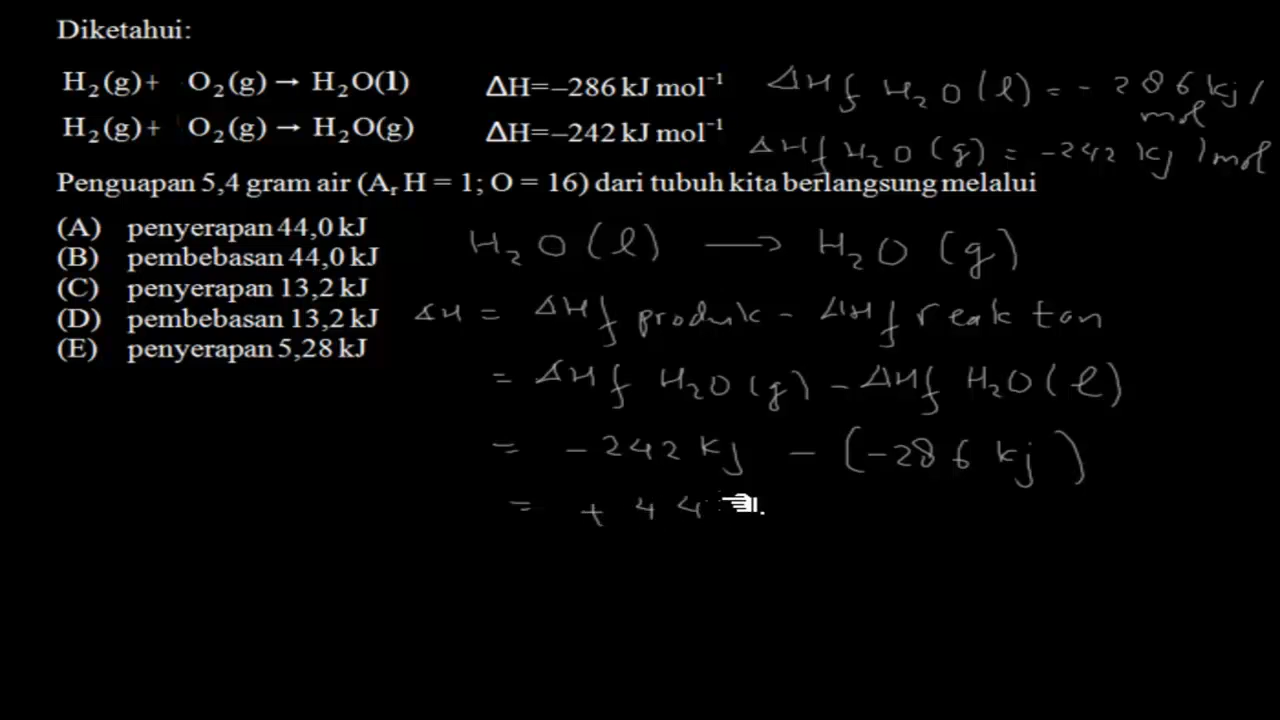 Diketahui:
H₂(g)+ O₂(g) → H₂O(l) ΔH=–286 kJ mol⁻¹
H₂(g)+ O₂(g) → H₂O(g) ΔH=–242 kJ mol⁻¹
ΔHf H₂O(l) = -286 kj/
mol
ΔHf H₂O(g) = -242 kj/mol
Penguapan 5,4 gram air (Aᵣ H = 1; O = 16) dari tubuh kita berlangsung melalui
(A) penyerapan 44,0 kJ
(B) pembebasan 44,0 kJ
(C) penyerapan 13,2 kJ
(D) pembebasan 13,2 kJ
(E) penyerapan 5,28 kJ
H₂O(l) → H₂O(g)
ΔH = ΔHf produk - ΔHf reaktan
= ΔHf H₂O(g) - ΔHf H₂O(l)
= -242 kj - (-286 kj)
= + 44